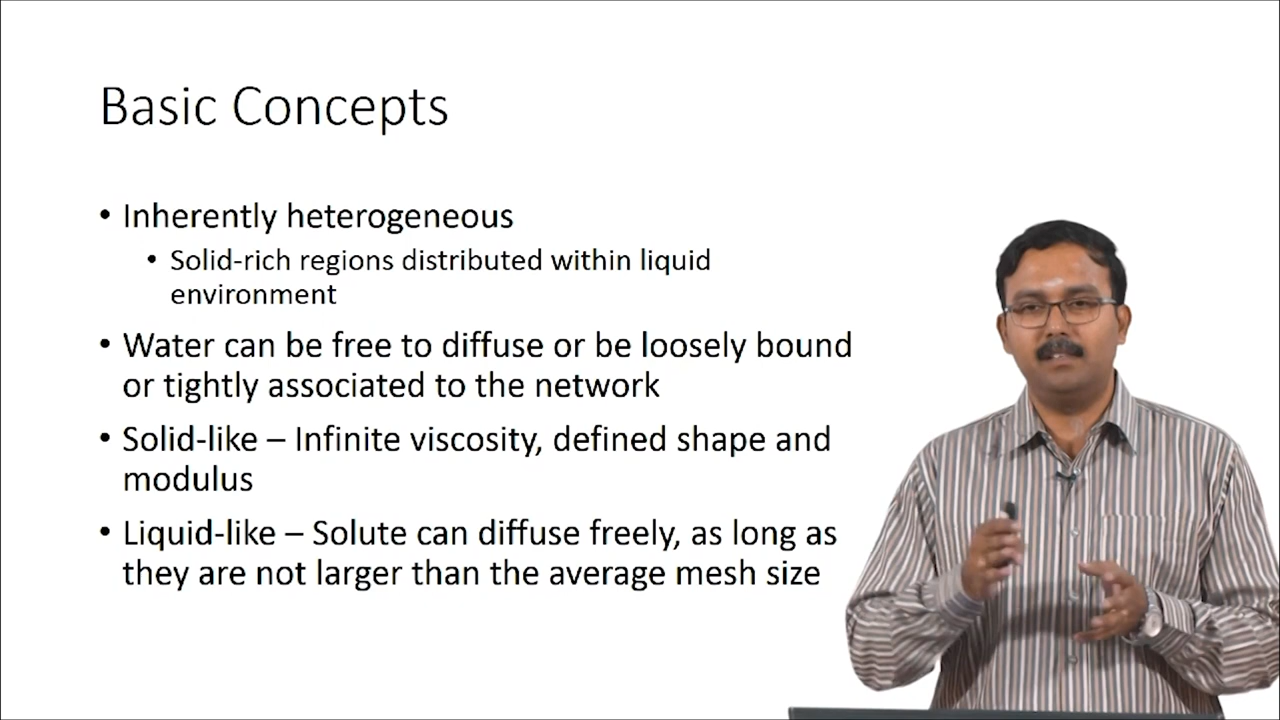 Basic Concepts
• Inherently heterogeneous
• Solid-rich regions distributed within liquid
environment
• Water can be free to diffuse or be loosely bound
or tightly associated to the network
• Solid-like – Infinite viscosity, defined shape and
modulus
• Liquid-like – Solute can diffuse freely, as long as
they are not larger than the average mesh size